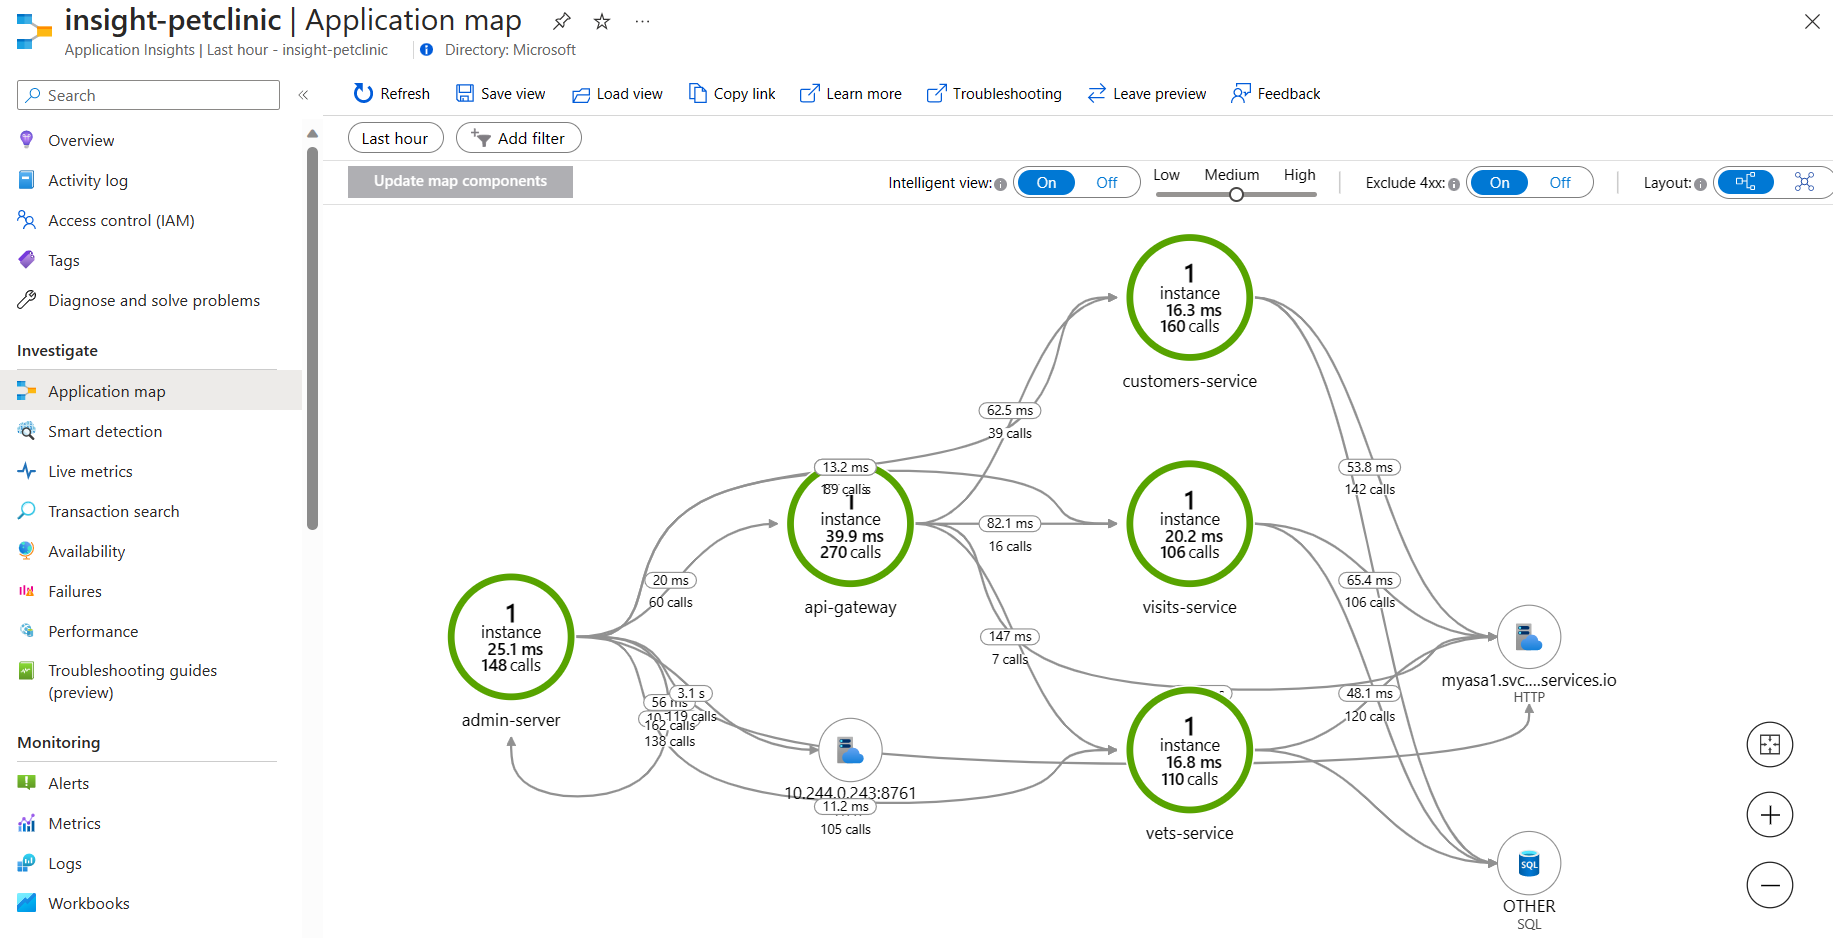 insight-petclinic | Application map
Application Insights | Last hour - insight-petclinic
Directory: Microsoft
Search
Overview
Activity log
Access control (IAM)
Tags
Diagnose and solve problems
Investigate
Application map
Smart detection
Live metrics
Transaction search
Availability
Failures
Performance
Troubleshooting guides
(preview)
Monitoring
Alerts
Metrics
Logs
Workbooks
Refresh
Save view
Load view
Copy link
Learn more
Troubleshooting
Leave preview
Feedback
Last hour
Add filter
Update map components
Intelligent view:
On
Off
Low
Medium
High
Exclude 4xx:
On
Off
Layout:
1
instance
16.3 ms
160 calls
customers-service
62.5 ms
39 calls
13.2 ms
89 calls
1
instance
39.9 ms
270 calls
api-gateway
82.1 ms
16 calls
1
instance
20.2 ms
106 calls
visits-service
53.8 ms
142 calls
65.4 ms
106 calls
20 ms
60 calls
1
instance
25.1 ms
148 calls
admin-server
147 ms
7 calls
myasa1.svc....services.io
HTTP
3.1 s
56 ms
119 calls
162 calls
138 calls
48.1 ms
120 calls
1
instance
16.8 ms
110 calls
vets-service
10.244.0.243:8761
11.2 ms
105 calls
SQL
OTHER
SQL